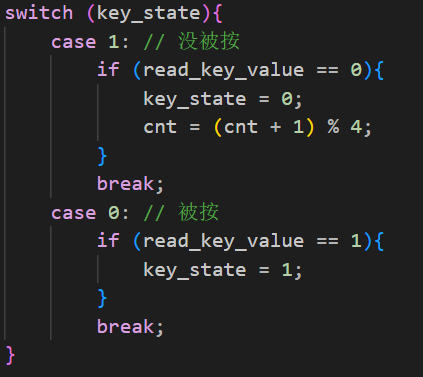 switch (key_state){
    case 1: // 没被按
        if (read_key_value == 0){
            key_state = 0;
            cnt = (cnt + 1) % 4;
        }
        break;
    case 0: // 被按
        if (read_key_value == 1){
            key_state = 1;
        }
        break;
}